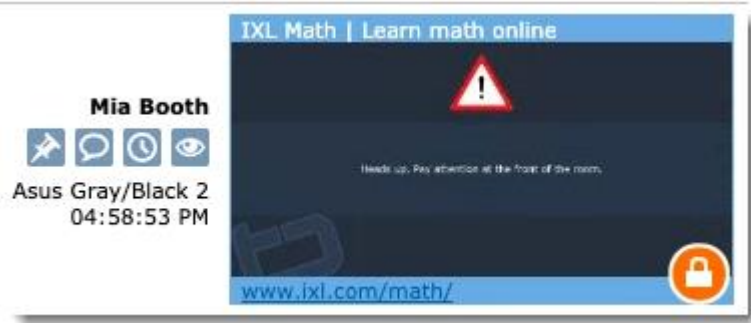 IXL Math | Learn math online
Mia Booth
Heads up. Pay attention at the front of the room.
Asus Gray/Black 2
04:58:53 PM
www.ixl.com/math/